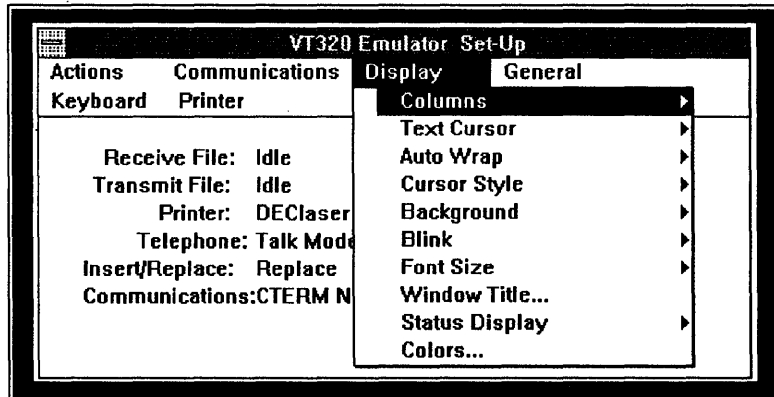 VT320 Emulator Set-Up
Actions Communications Display General
Keyboard Printer
Columns
Text Cursor
Auto Wrap
Cursor Style
Background
Blink
Font Size
Window Title...
Status Display
Colors...
Receive File: Idle
Transmit File: Idle
Printer: DEClaser
Telephone: Talk Mode
Insert/Replace: Replace
Communications:CTERM N